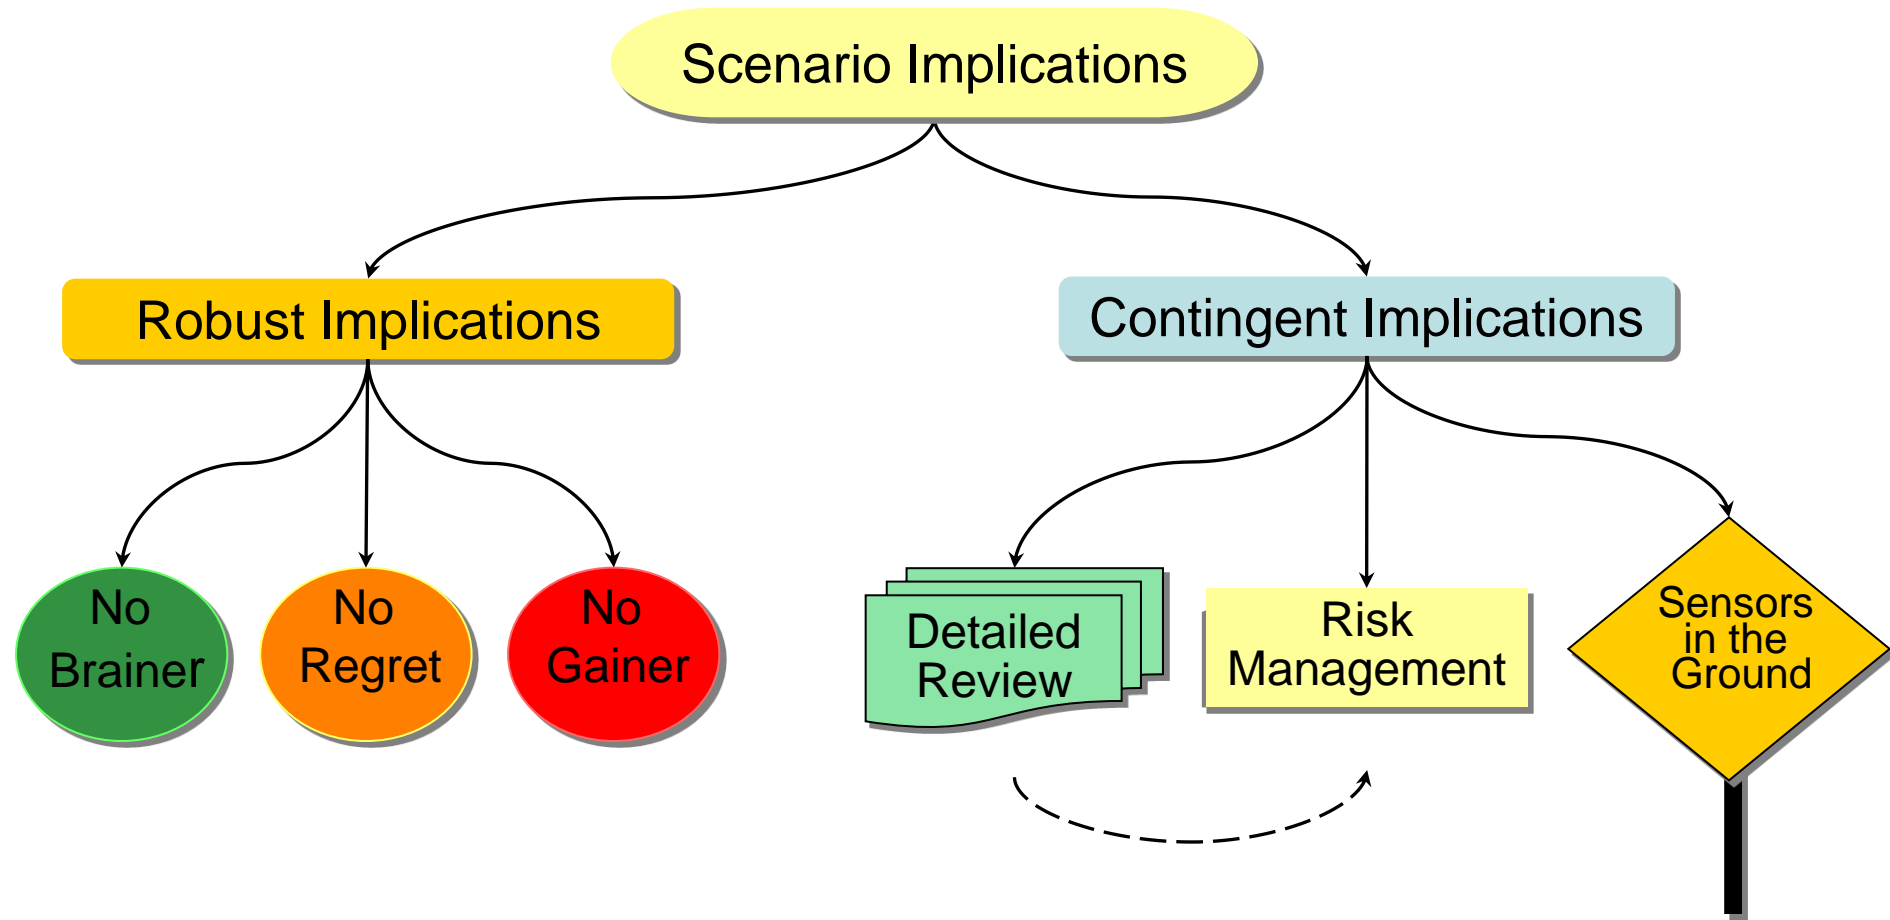 Scenario Implications
Robust Implications
Contingent Implications
No
Brainer
No
Regret
No
Gainer
Detailed
Review
Risk
Management
Sensors
in the
Ground